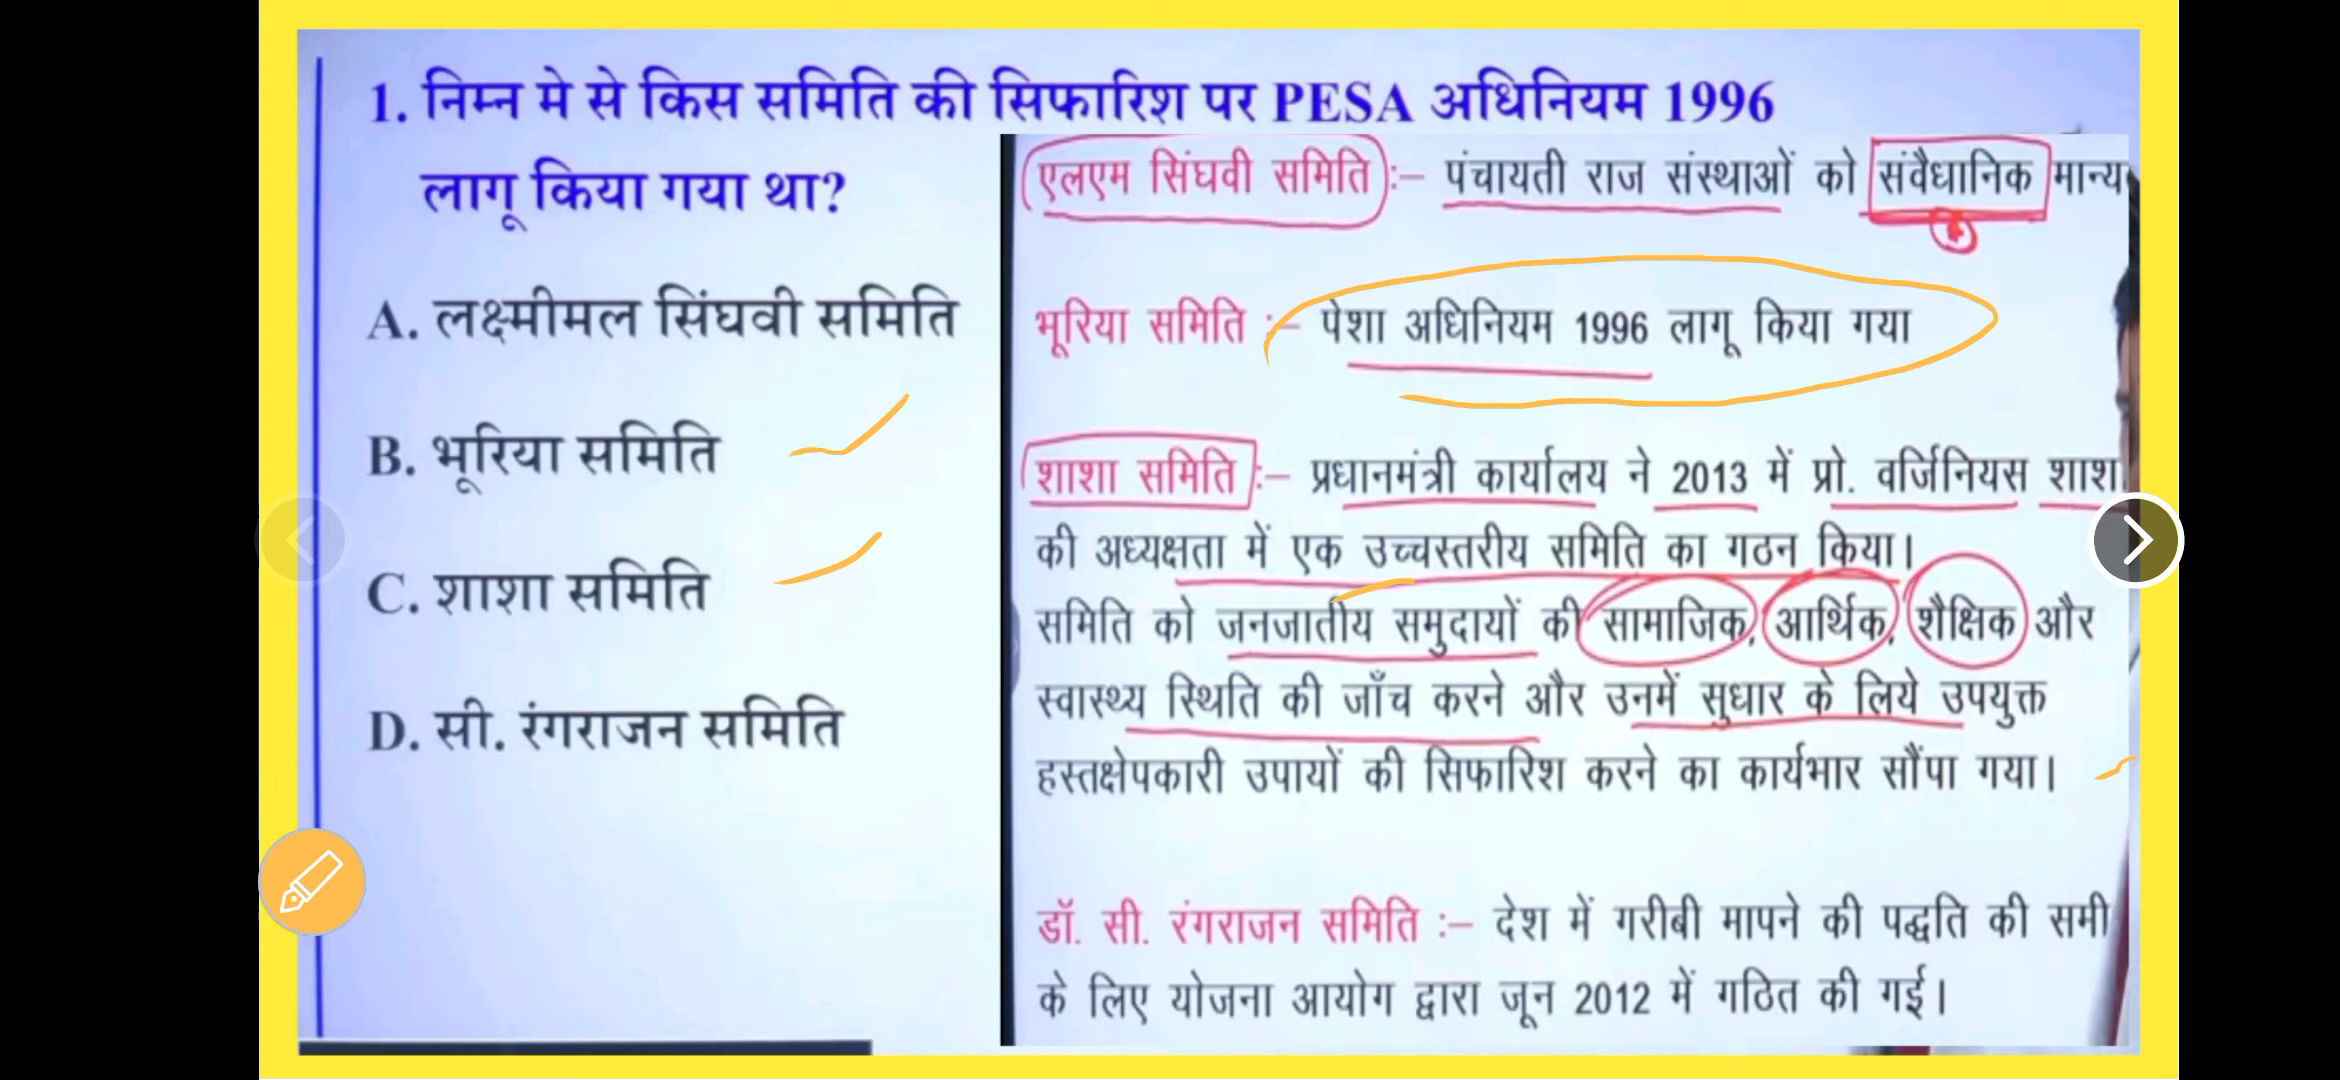 1. निम्न मे से किस समिति की सिफारिश पर PESA अधिनियम 1996
लागू किया गया था?
A. लक्ष्मीमल सिंघवी समिति
B. भूरिया समिति
C. शाशा समिति
D. सी. रंगराजन समिति
एलएम सिंघवी समिति :– पंचायती राज संस्थाओं को संवैधानिक मान्य
भूरिया समिति :– पेशा अधिनियम 1996 लागू किया गया
शाशा समिति :– प्रधानमंत्री कार्यालय ने 2013 में प्रो. वर्जिनियस शाशा
की अध्यक्षता में एक उच्चस्तरीय समिति का गठन किया।
समिति को जनजातीय समुदायों की सामाजिक, आर्थिक, शैक्षिक और
स्वास्थ्य स्थिति की जाँच करने और उनमें सुधार के लिये उपयुक्त
हस्तक्षेपकारी उपायों की सिफारिश करने का कार्यभार सौंपा गया।
डॉ. सी. रंगराजन समिति :– देश में गरीबी मापने की पद्धति की समी
के लिए योजना आयोग द्वारा जून 2012 में गठित की गई।